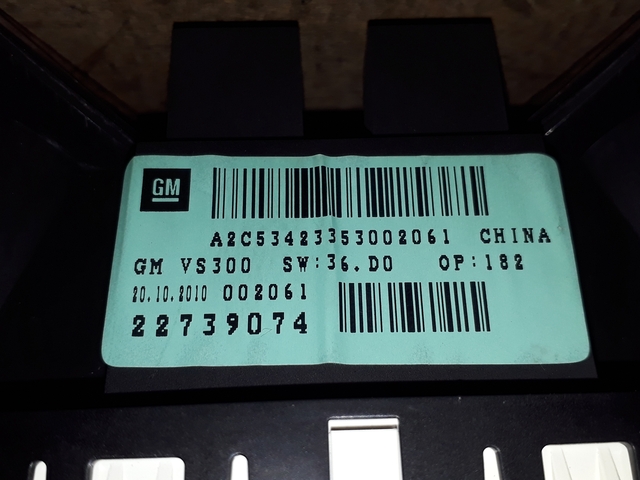 GM
A2C53423353002061 CHINA
GM VS300 SW:36.D0 OP:182
20.10.2010 002061
22739074